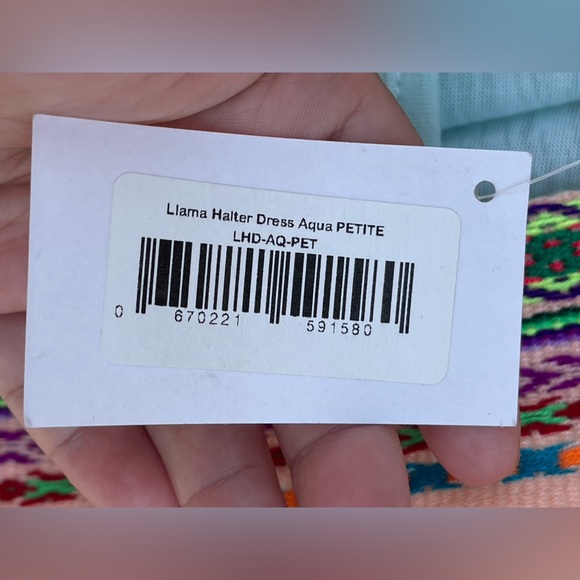 Llama Halter Dress Aqua PETITE
LHD-AQ-PET
0 670221 591580